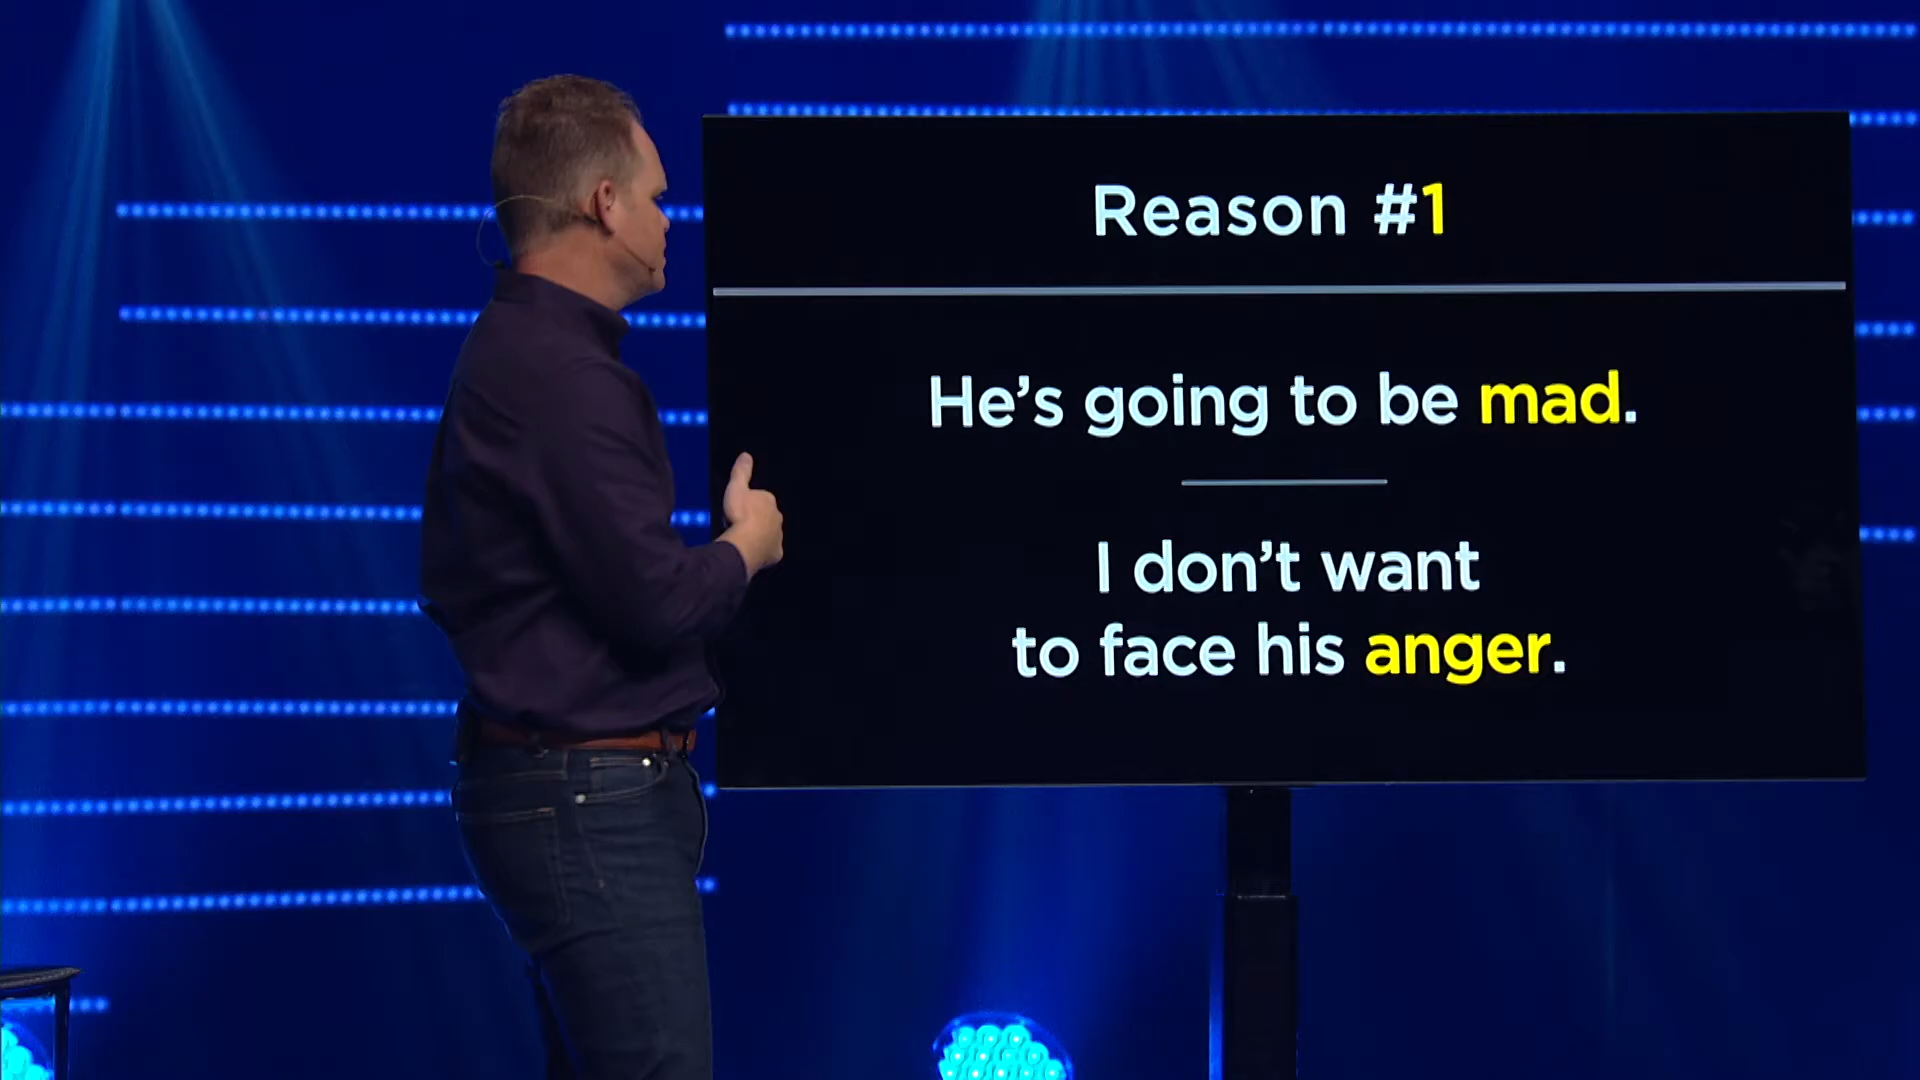 Reason #1
He’s going to be mad.
I don’t want
to face his anger.